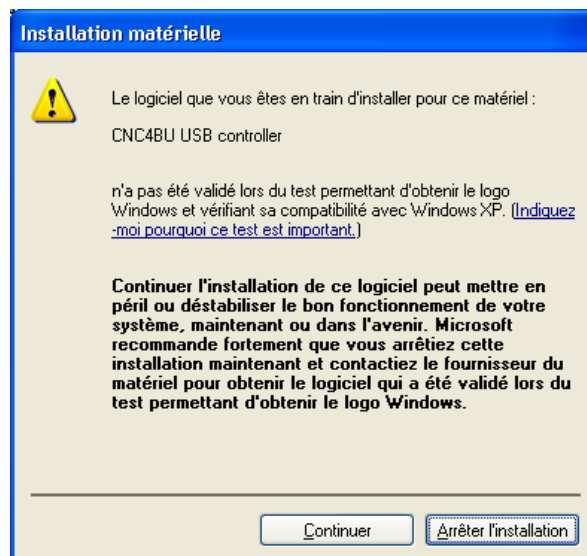 Installation matérielle
Le logiciel que vous êtes en train d'installer pour ce matériel :
CNC4BU USB controller
n'a pas été validé lors du test permettant d'obtenir le logo
Windows et vérifiant sa compatibilité avec Windows XP. (Indiquez
-moi pourquoi ce test est important.)
Continuer l'installation de ce logiciel peut mettre en
péril ou déstabiliser le bon fonctionnement de votre
système, maintenant ou dans l'avenir. Microsoft
recommande fortement que vous arrêtiez cette
installation maintenant et contactiez le fournisseur du
matériel pour obtenir le logiciel qui a été validé lors du
test permettant d'obtenir le logo Windows.
Continuer
Arrêter l'installation